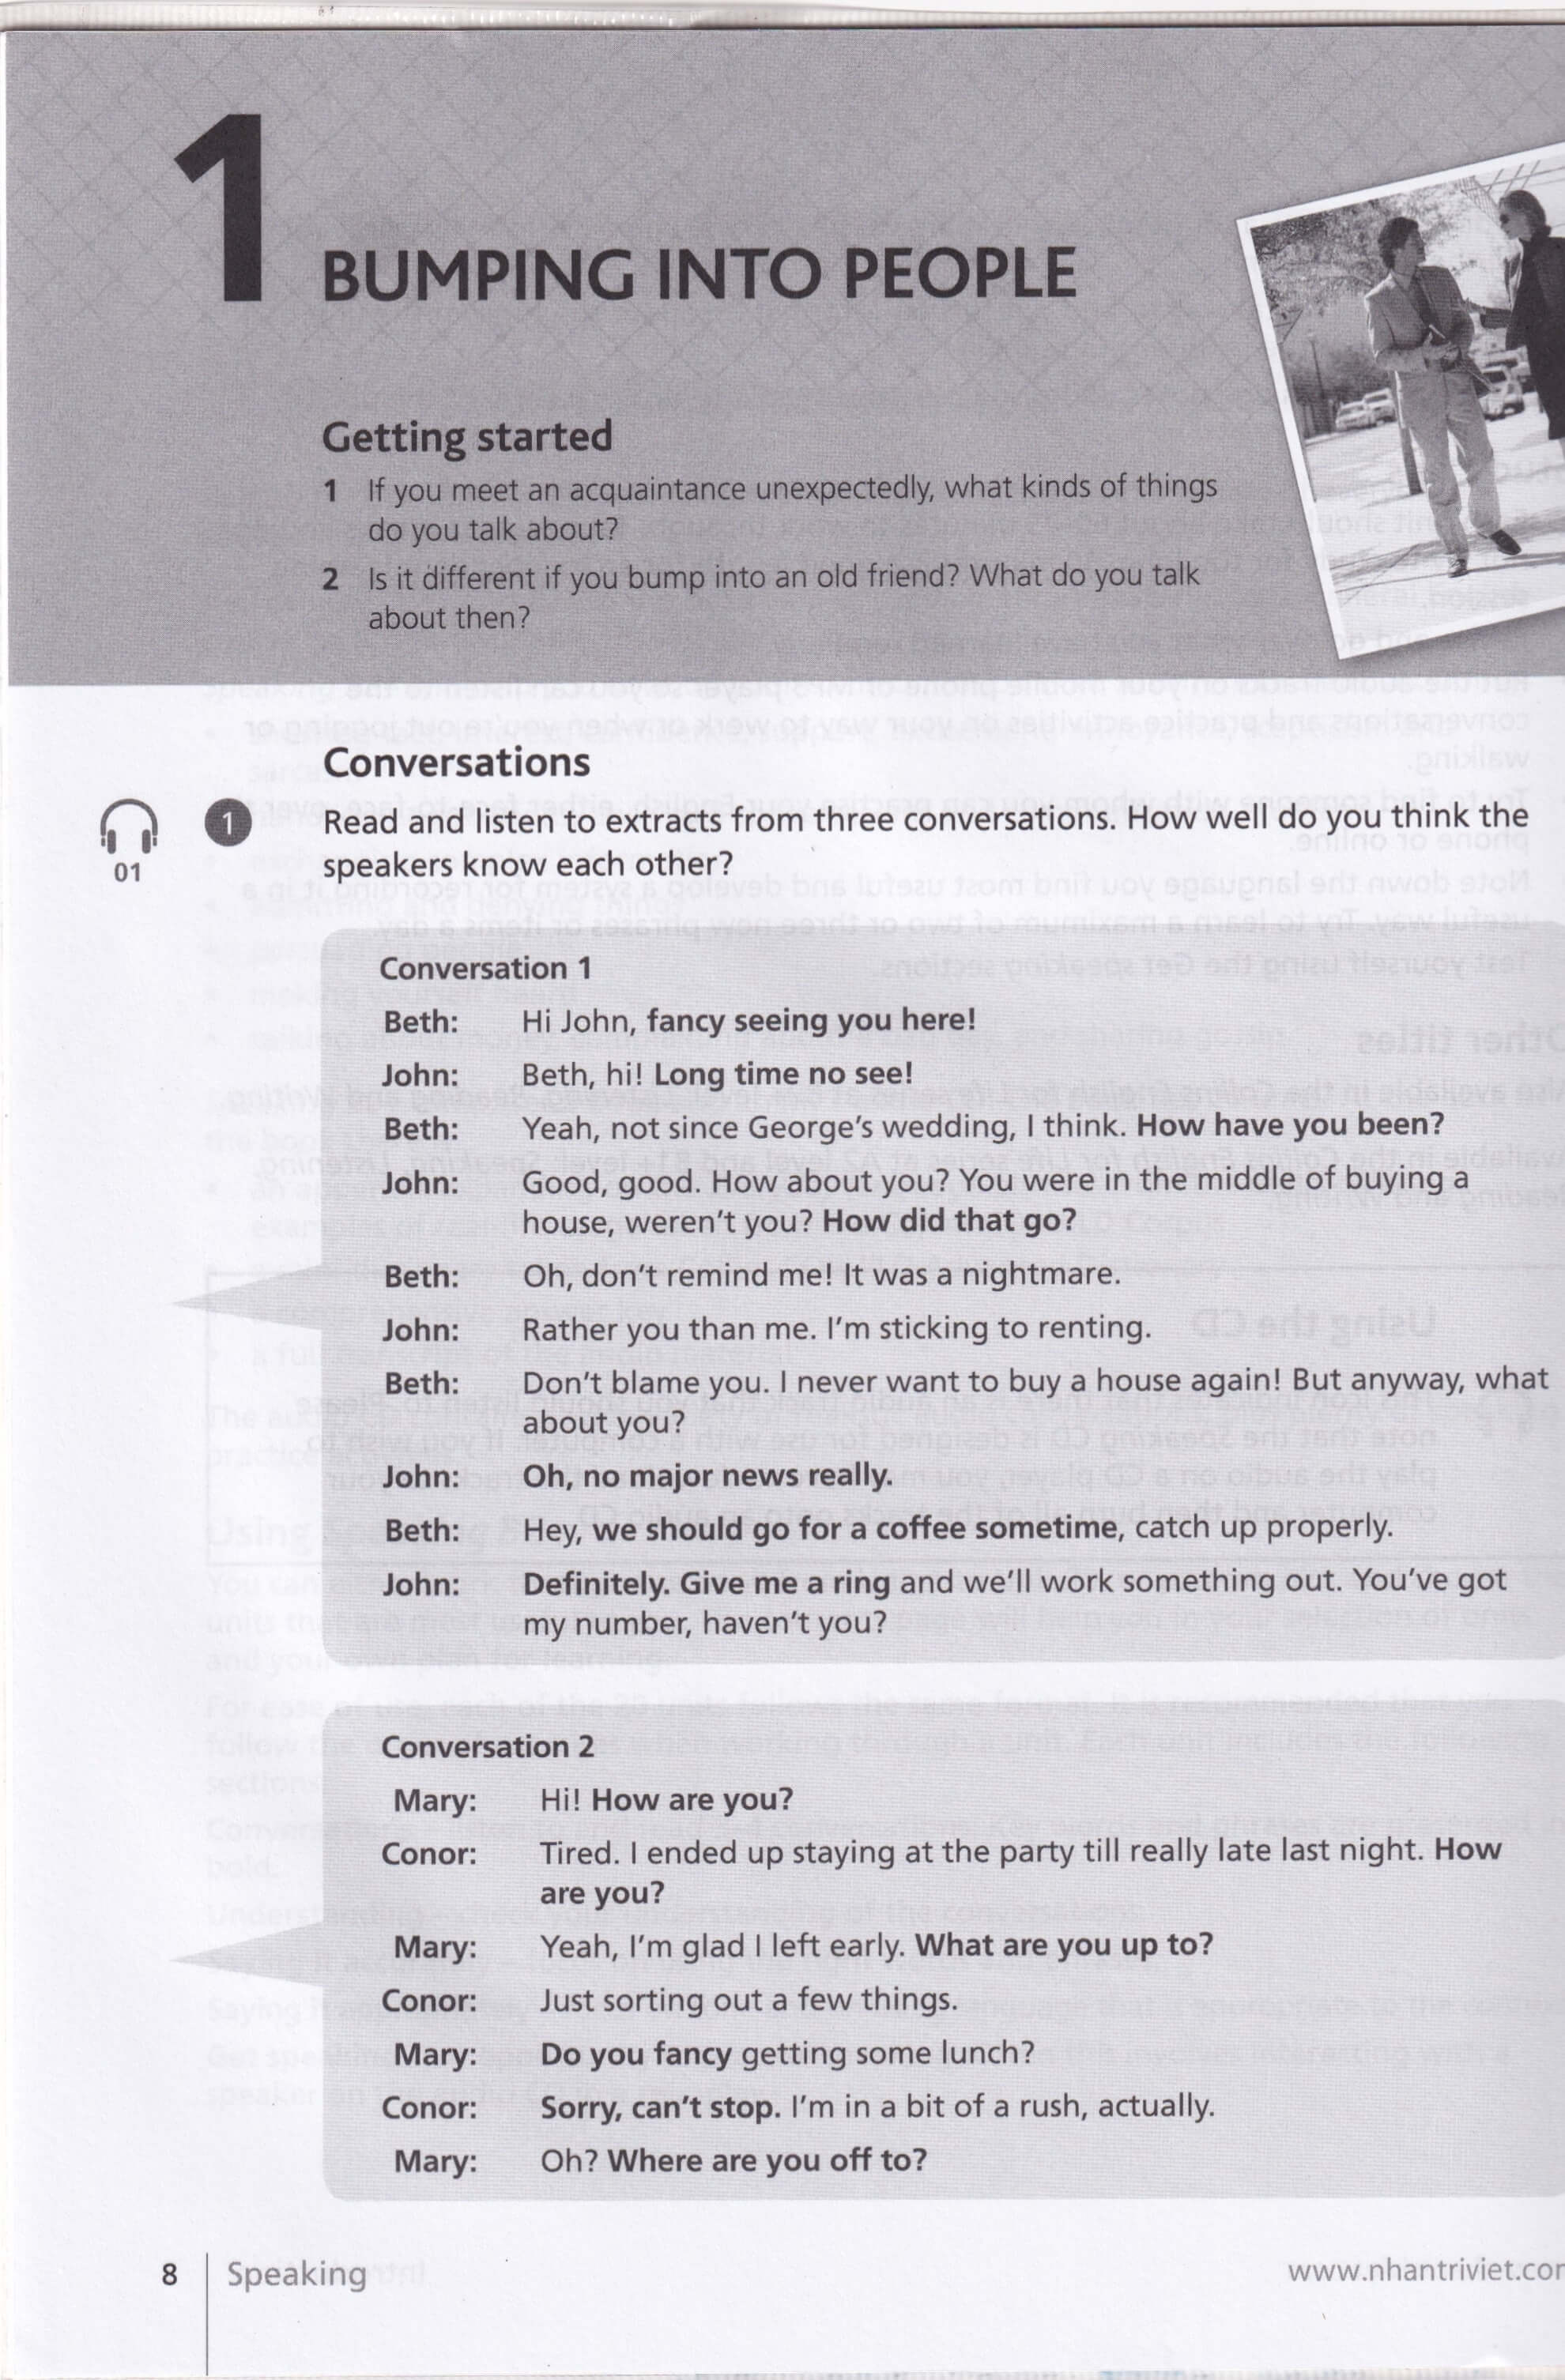 1
BUMPING INTO PEOPLE
Getting started
1 If you meet an acquaintance unexpectedly, what kinds of things
do you talk about?
2 Is it different if you bump into an old friend? What do you talk
about then?
Conversations
01
1 Read and listen to extracts from three conversations. How well do you think the
speakers know each other?
Conversation 1
Beth: Hi John, fancy seeing you here!
John: Beth, hi! Long time no see!
Beth: Yeah, not since George's wedding, I think. How have you been?
John: Good, good. How about you? You were in the middle of buying a
house, weren't you? How did that go?
Beth: Oh, don't remind me! It was a nightmare.
John: Rather you than me. I'm sticking to renting.
Beth: Don't blame you. I never want to buy a house again! But anyway, what
about you?
John: Oh, no major news really.
Beth: Hey, we should go for a coffee sometime, catch up properly.
John: Definitely. Give me a ring and we'll work something out. You've got
my number, haven't you?
Conversation 2
Mary: Hi! How are you?
Conor: Tired. I ended up staying at the party till really late last night. How
are you?
Mary: Yeah, I'm glad I left early. What are you up to?
Conor: Just sorting out a few things.
Mary: Do you fancy getting some lunch?
Conor: Sorry, can't stop. I'm in a bit of a rush, actually.
Mary: Oh? Where are you off to?
8 Speaking
www.nhantriviet.cor